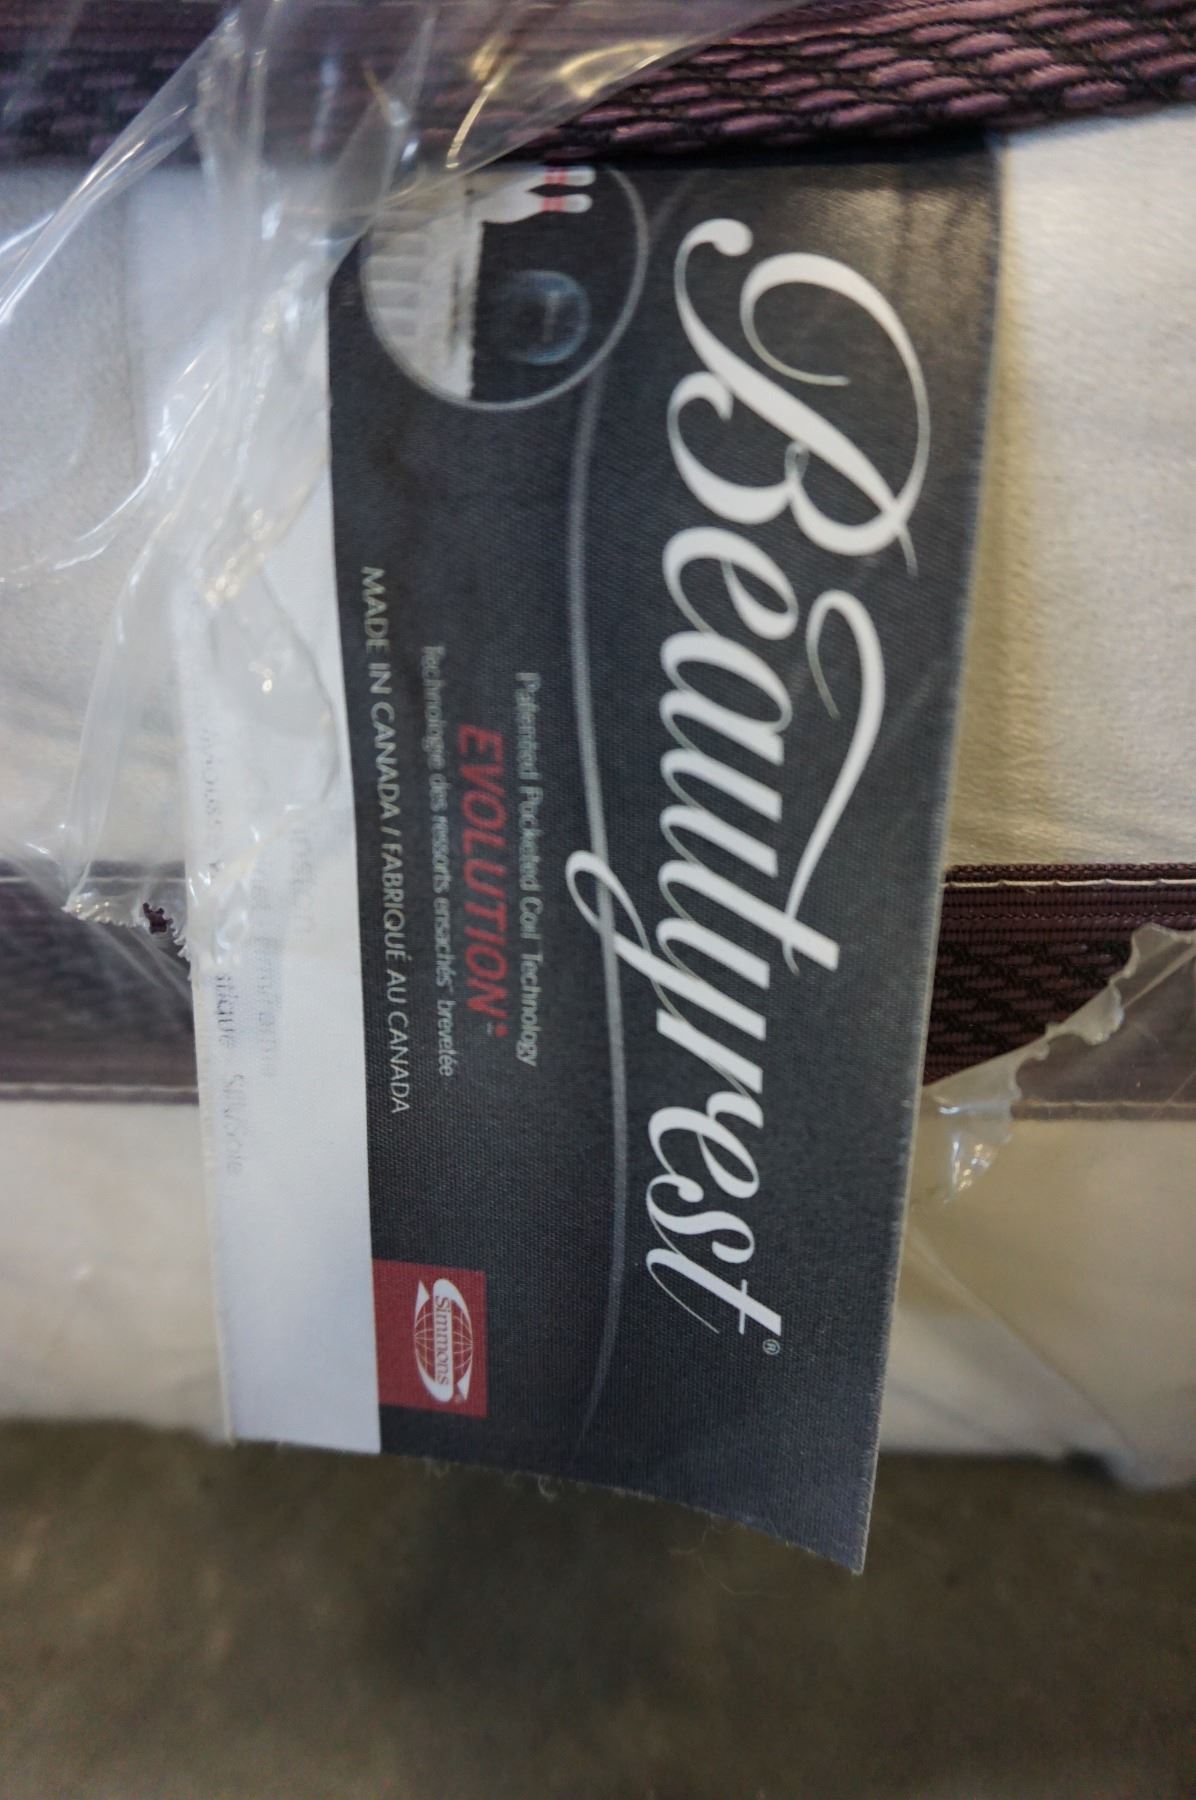 Beautyrest®
Patented Pocketed Coil Technology
EVOLUTION
Technologie des ressorts ensachés brevetée
MADE IN CANADA / FABRIQUÉ AU CANADA
Simmons